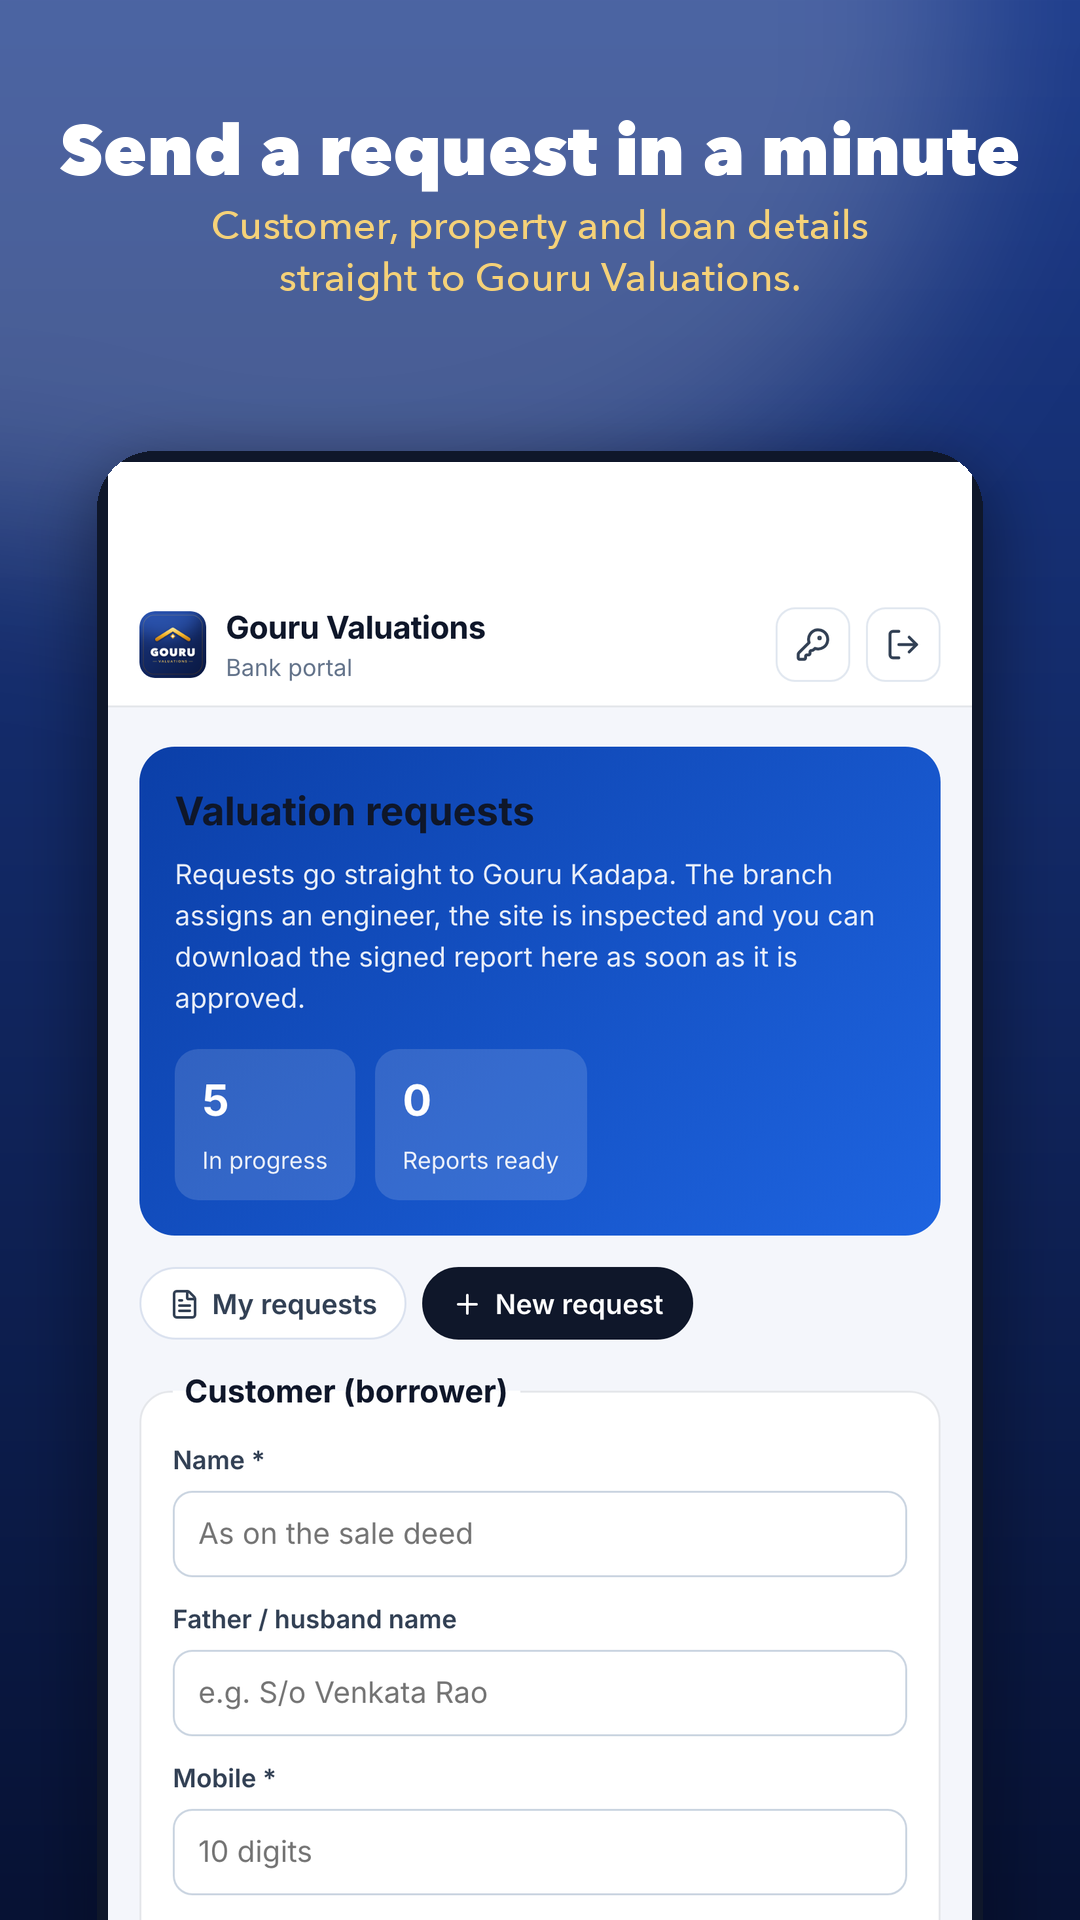 Send a request in a minute
Customer, property and loan details
straight to Gouru Valuations.
GOURU
VALUATIONS
Gouru Valuations
Bank portal
Valuation requests
Requests go straight to Gouru Kadapa. The branch
assigns an engineer, the site is inspected and you can
download the signed report here as soon as it is
approved.
5
In progress
0
Reports ready
My requests
New request
Customer (borrower)
Name *
As on the sale deed
Father / husband name
e.g. S/o Venkata Rao
Mobile *
10 digits